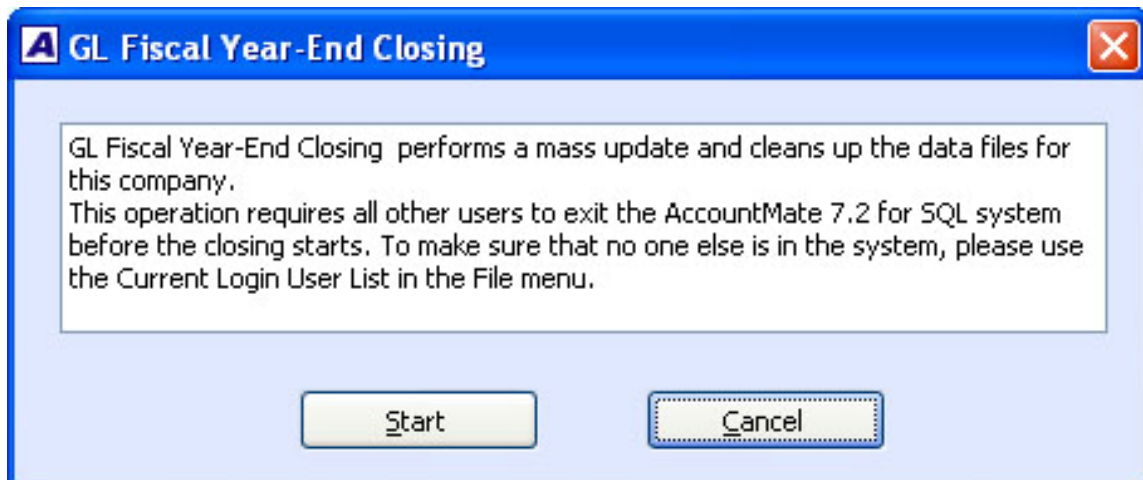 A GL Fiscal Year-End Closing
GL Fiscal Year-End Closing  performs a mass update and cleans up the data files for
this company.
This operation requires all other users to exit the AccountMate 7.2 for SQL system
before the closing starts. To make sure that no one else is in the system, please use
the Current Login User List in the File menu.
Start Cancel